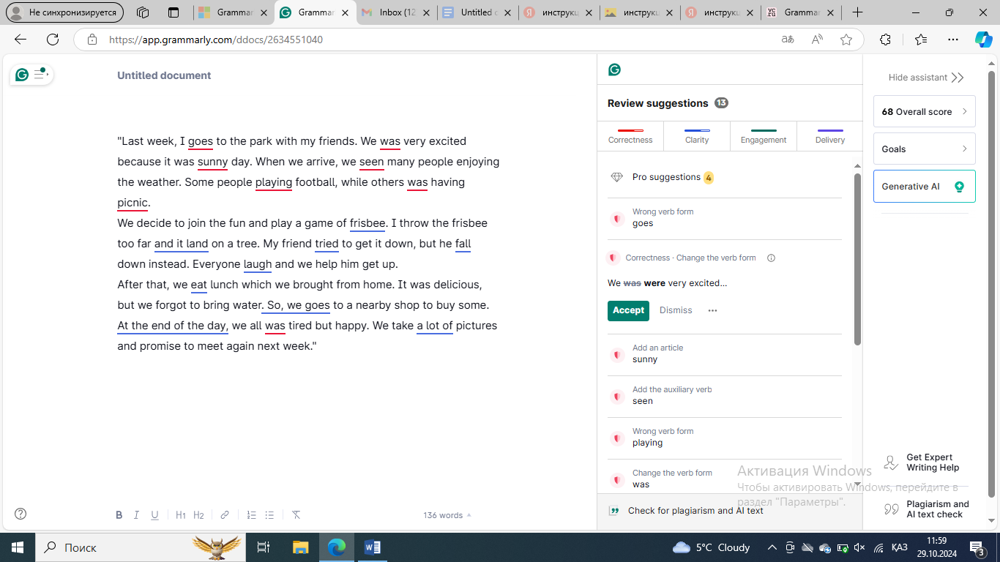 Не синхронизируется
Grammar
Grammar
Inbox (12
Untitled
инструкц
инструкц
инструкц
Grammar
https://app.grammarly.com/ddocs/2634551040
Untitled document
"Last week, I goes to the park with my friends. We was very excited
because it was sunny day. When we arrive, we seen many people enjoying
the weather. Some people playing football, while others was having
picnic.
We decide to join the fun and play a game of frisbee. I throw the frisbee
too far and it land on a tree. My friend tried to get it down, but he fall
down instead. Everyone laugh and we help him get up.
After that, we eat lunch which we brought from home. It was delicious,
but we forgot to bring water. So, we goes to a nearby shop to buy some.
At the end of the day, we all was tired but happy. We take a lot of pictures
and promise to meet again next week."
B I U H1 H2
136 words
Review suggestions 13
Correctness
Clarity
Engagement
Delivery
Pro suggestions 4
Wrong verb form
goes
Correctness · Change the verb form
We was were very excited...
Accept Dismiss
Add an article
sunny
Add the auxiliary verb
seen
Wrong verb form
playing
Change the verb form
was
Check for plagiarism and AI text
Hide assistant
68 Overall score
Goals
Generative AI
Get Expert
Writing Help
Plagiarism and
AI text check
Активация Windows
Чтобы активировать Windows, перейдите в
раздел "Параметры".
Поиск
5°C Cloudy
ҚАЗ
11:59
29.10.2024
3